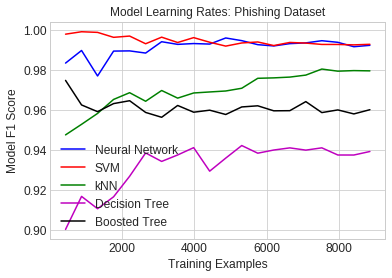 Model Learning Rates: Phishing Dataset
Model F1 Score
1.00
0.98
0.96
0.94
0.92
0.90
Neural Network
SVM
kNN
Decision Tree
Boosted Tree
2000 4000 6000 8000
Training Examples